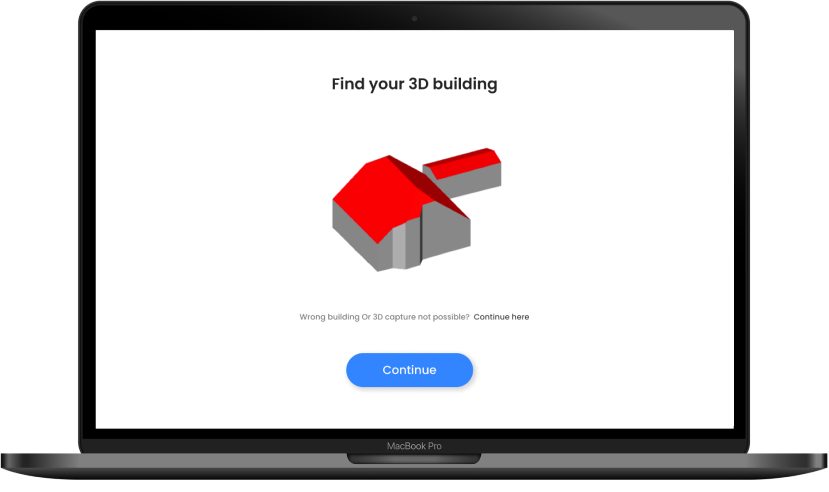 Find your 3D building
Wrong building Or 3D capture not possible? Continue here
Continue
MacBook Pro